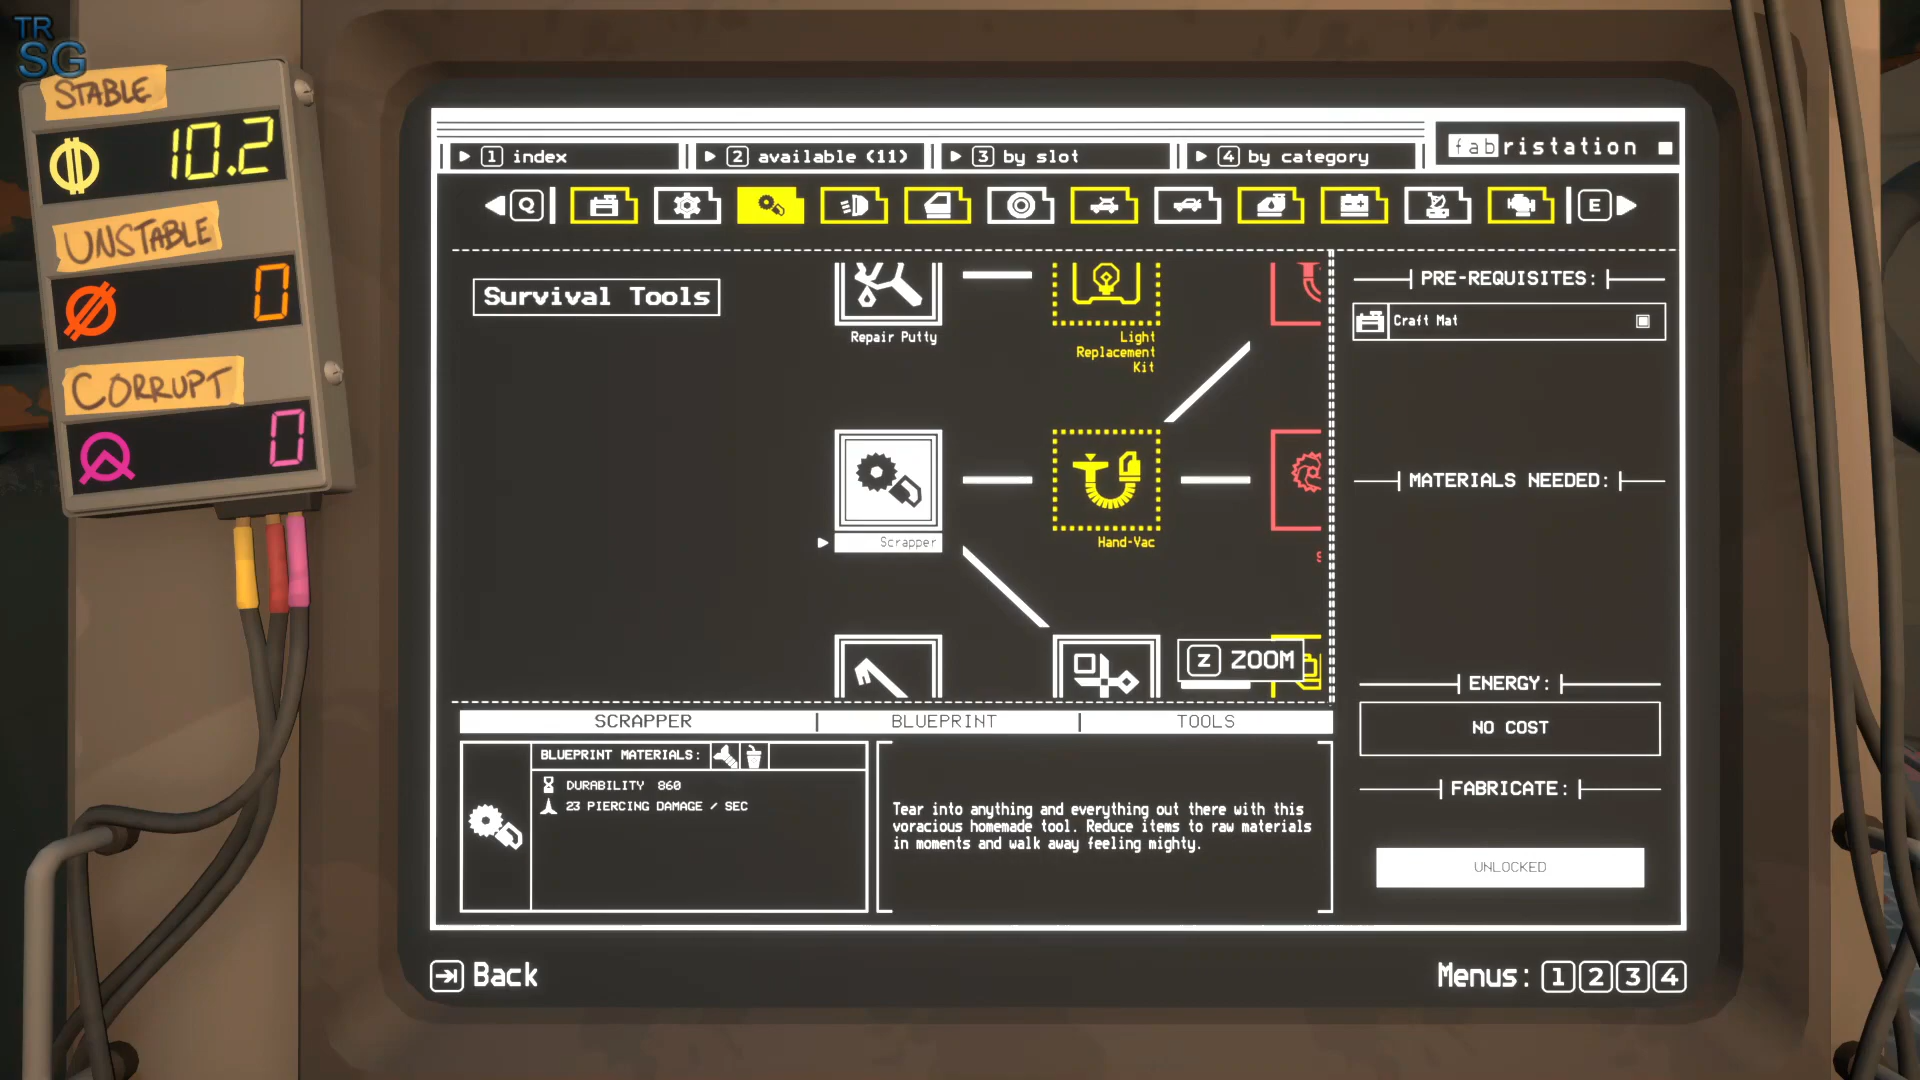 TR
SG
STABLE
10.2
UNSTABLE
0
CORRUPT
0
fabristation
1 index
2 available (11)
3 by slot
4 by category
Q
E
Survival Tools
Repair Putty
Light
Replacement
Kit
Scrapper
Hand-Vac
Z ZOOM
PRE-REQUISITES:
Craft Mat
MATERIALS NEEDED:
ENERGY:
NO COST
FABRICATE:
UNLOCKED
SCRAPPER
BLUEPRINT
TOOLS
BLUEPRINT MATERIALS:
DURABILITY 860
23 PIERCING DAMAGE / SEC
Tear into anything and everything out there with this
voracious homemade tool. Reduce items to raw materials
in moments and walk away feeling mighty.
Back
Menus: 1 2 3 4